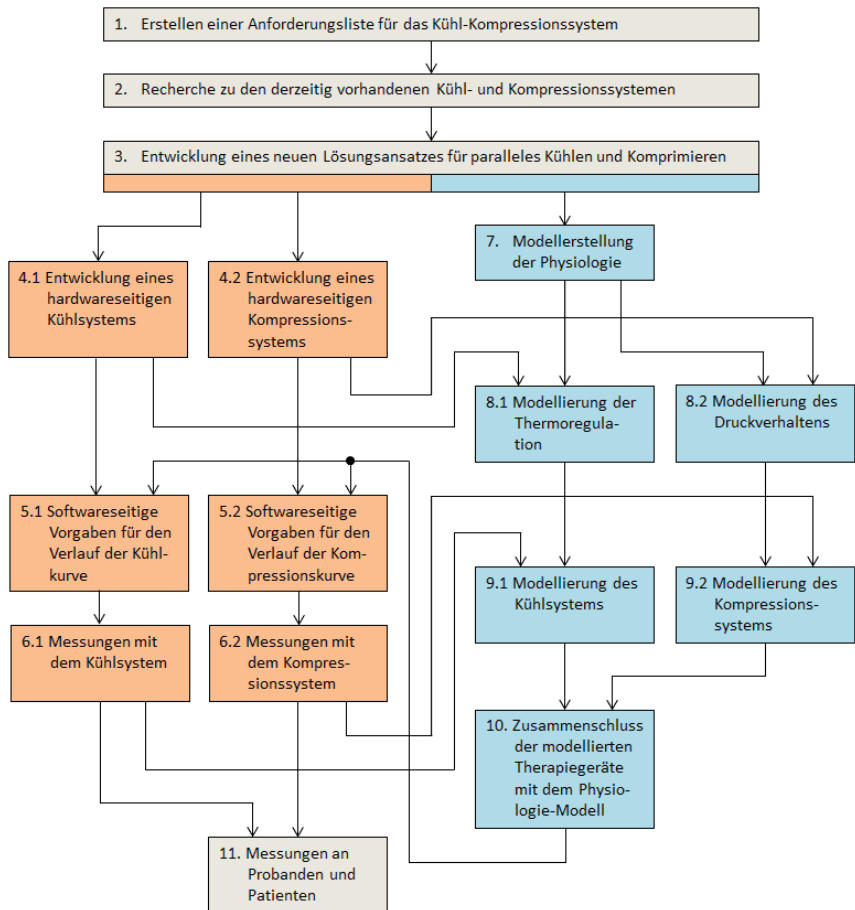 1. Erstellen einer Anforderungsliste für das Kühl-Kompressionssystem
2. Recherche zu den derzeitig vorhandenen Kühl- und Kompressionssystemen
3. Entwicklung eines neuen Lösungsansatzes für paralleles Kühlen und Komprimieren
4.1 Entwicklung eines
hardwareseitigen
Kühlsystems
4.2 Entwicklung eines
hardwareseitigen
Kompressions-
systems
7. Modellerstellung
der Physiologie
8.1 Modellierung der
Thermoregula-
tion
8.2 Modellierung des
Druckverhaltens
5.1 Softwareseitige
Vorgaben für den
Verlauf der Kühl-
kurve
5.2 Softwareseitige
Vorgaben für den
Verlauf der Kom-
pressionskurve
9.1 Modellierung des
Kühlsystems
9.2 Modellierung des
Kompressions-
systems
6.1 Messungen mit
dem Kühlsystem
6.2 Messungen mit
dem Kompres-
sionssystem
10. Zusammenschluss
der modellierten
Therapiegeräte
mit dem Physio-
logie-Modell
11. Messungen an
Probanden und
Patienten